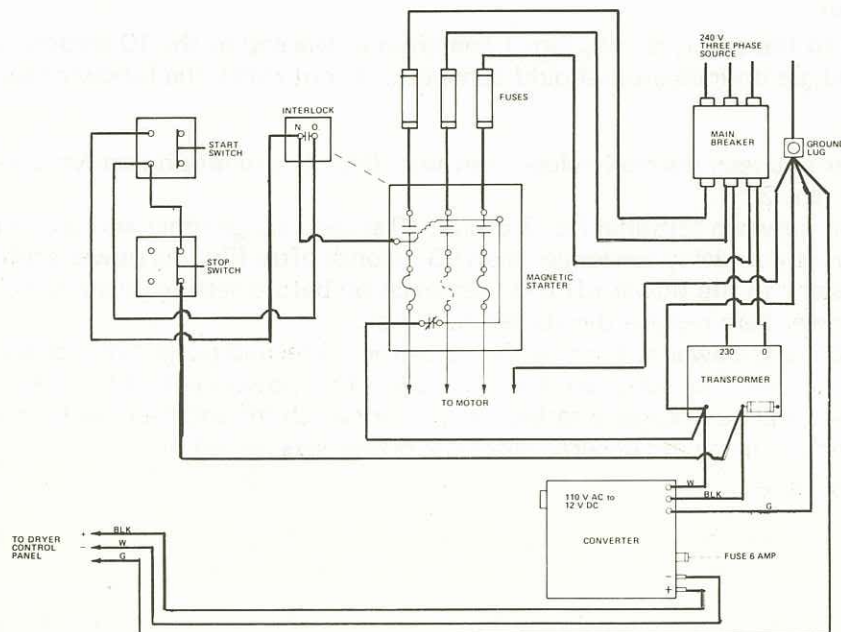 240 V
THREE PHASE
SOURCE
FUSES
INTERLOCK
N O
START
SWITCH
MAIN
BREAKER
GROUND
LUG
STOP
SWITCH
MAGNETIC
STARTER
230 0
TRANSFORMER
TO MOTOR
W
BLK
G
110 V AC to
12 V DC
CONVERTER
FUSE 6 AMP
-
+
TO DRYER
CONTROL
PANEL
+ BLK
- W
G